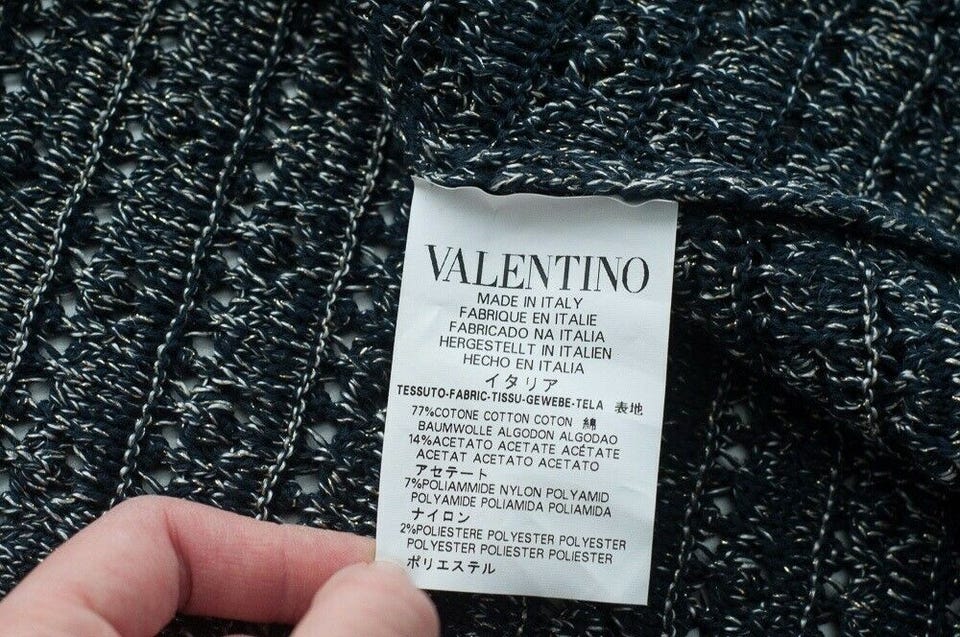 VALENTINO
MADE IN ITALY
FABRIQUE EN ITALIE
FABRICADO NA ITALIA
HERGESTELLT IN ITALIEN
HECHO EN ITALIA
イタリア
TESSUTO-FABRIC-TISSU-GEWEBE-TELA 表地
77%COTONE COTTON COTON 綿
BAUMWOLLE ALGODON ALGODAO
14%ACETATO ACETATE ACÉTATE
ACETAT ACETATO ACETATO
アセテート
7%POLIAMMIDE NYLON POLYAMID
POLYAMIDE POLIAMIDA POLIAMIDA
ナイロン
2%POLIESTERE POLYESTER POLYESTER
POLYESTER POLIESTER POLIESTER
ポリエステル